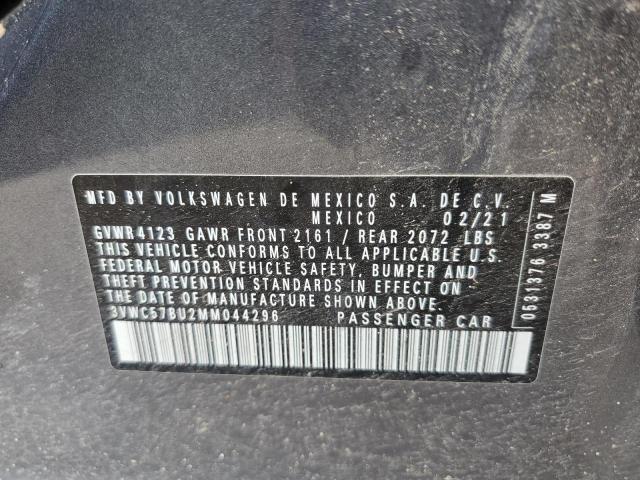 MFD BY VOLKSWAGEN DE MEXICO S.A. DE C.V.
MEXICO 02/21
GVWR4123 GAWR FRONT 2161 / REAR 2072 LBS
THIS VEHICLE CONFORMS TO ALL APPLICABLE U.S.
FEDERAL MOTOR VEHICLE SAFETY, BUMPER AND
THEFT PREVENTION STANDARDS IN EFFECT ON
THE DATE OF MANUFACTURE SHOWN ABOVE.
3VWC57BU2MM044296 PASSENGER CAR
0531376 3387 M